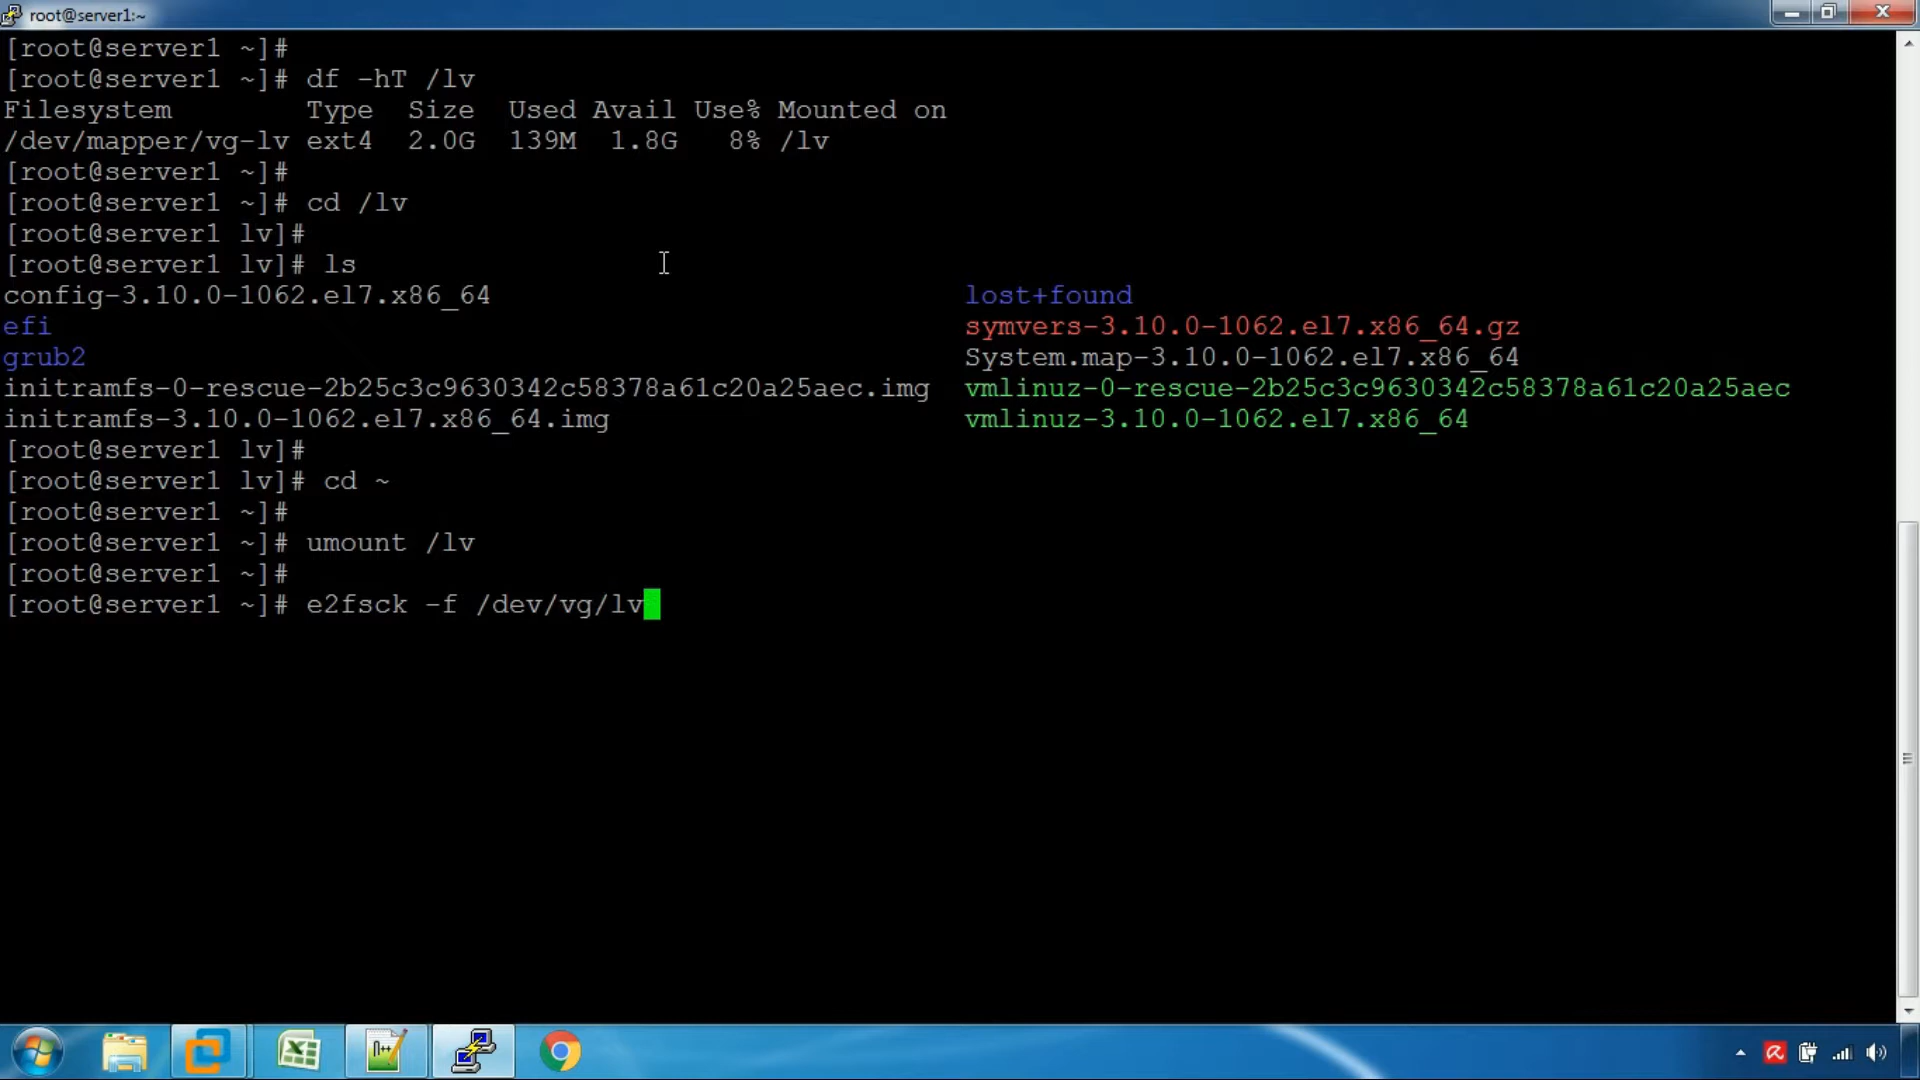 root@server1:~
[root@server1 ~]#
[root@server1 ~]# df -hT /lv
Filesystem        Type  Size  Used Avail Use% Mounted on
/dev/mapper/vg-lv ext4  2.0G  139M  1.8G   8% /lv
[root@server1 ~]#
[root@server1 ~]# cd /lv
[root@server1 lv]#
[root@server1 lv]# ls
config-3.10.0-1062.el7.x86_64                            lost+found
efi                                                      symvers-3.10.0-1062.el7.x86_64.gz
grub2                                                    System.map-3.10.0-1062.el7.x86_64
initramfs-0-rescue-2b25c3c9630342c58378a61c20a25aec.img  vmlinuz-0-rescue-2b25c3c9630342c58378a61c20a25aec
initramfs-3.10.0-1062.el7.x86_64.img                     vmlinuz-3.10.0-1062.el7.x86_64
[root@server1 lv]#
[root@server1 lv]# cd ~
[root@server1 ~]#
[root@server1 ~]# umount /lv
[root@server1 ~]#
[root@server1 ~]# e2fsck -f /dev/vg/lv